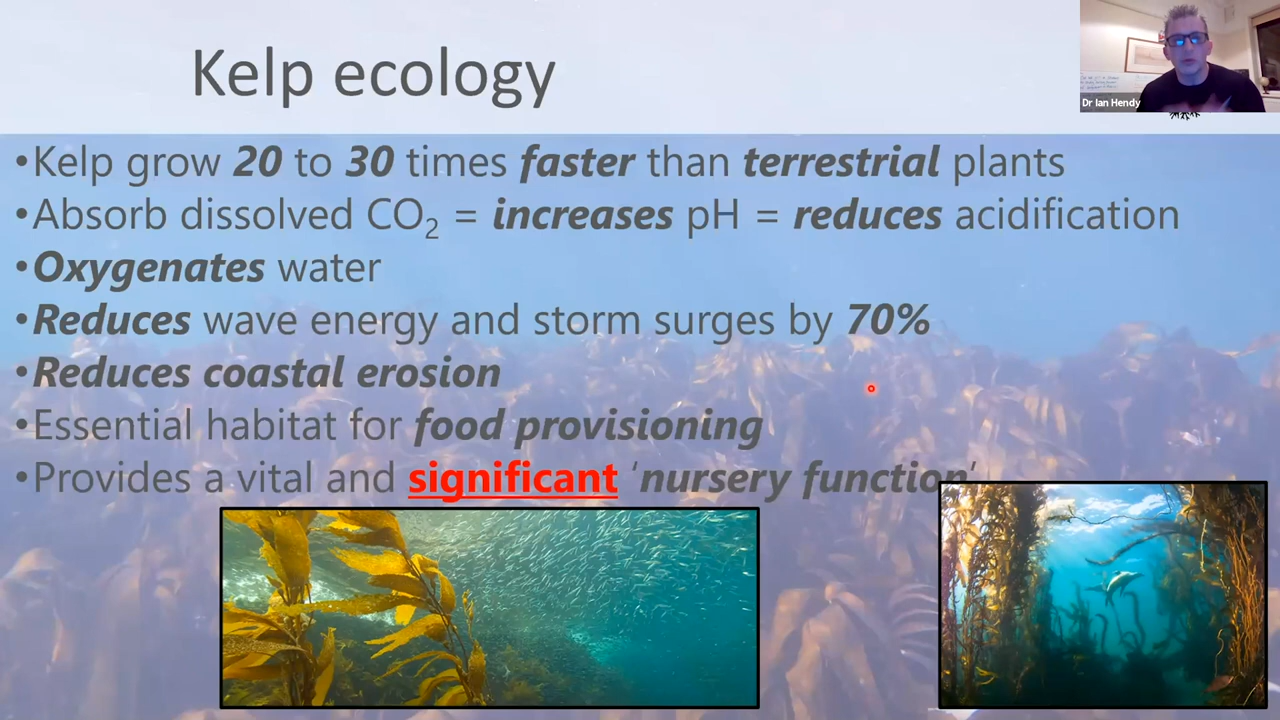 Kelp ecology
Dr Ian Hendy
•Kelp grow 20 to 30 times faster than terrestrial plants
•Absorb dissolved CO₂ = increases pH = reduces acidification
•Oxygenates water
•Reduces wave energy and storm surges by 70%
•Reduces coastal erosion
•Essential habitat for food provisioning
•Provides a vital and significant ‘nursery function’